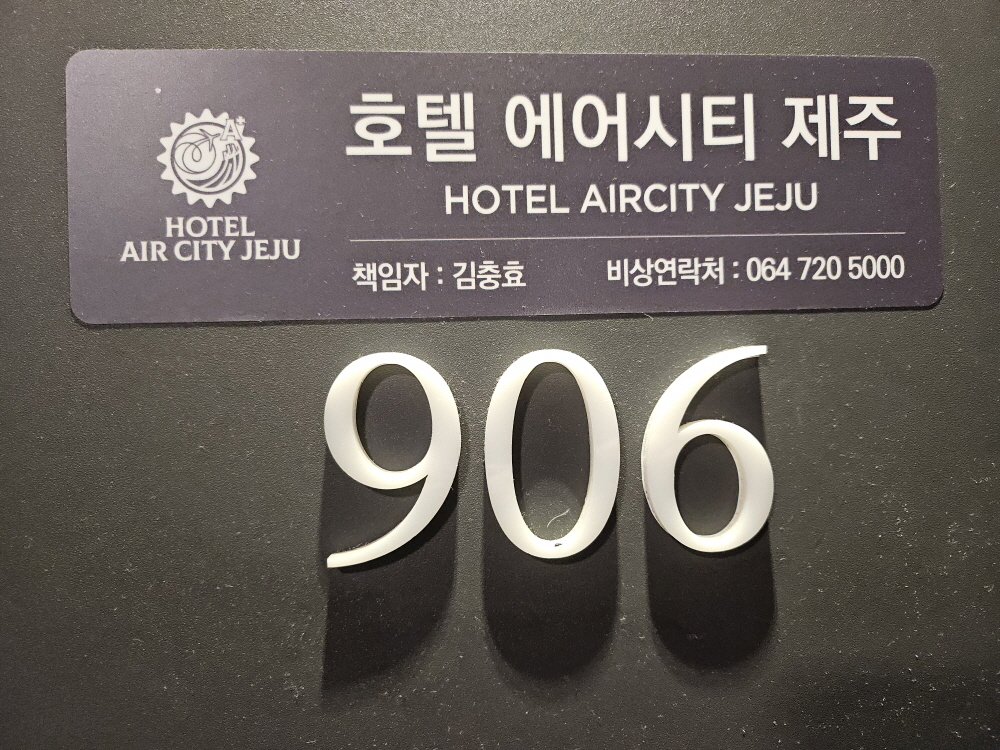 호텔 에어시티 제주
HOTEL AIRCITY JEJU
A+
HOTEL
AIR CITY JEJU
책임자 : 김충효
비상연락처 : 064 720 5000
906